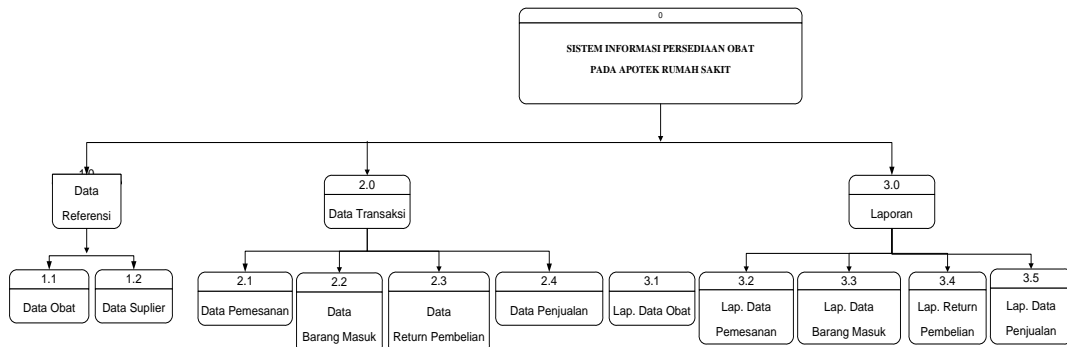 0
SISTEM INFORMASI PERSEDIAAN OBAT
PADA APOTEK RUMAH SAKIT
1.0
Data
Referensi
2.0
Data Transaksi
3.0
Laporan
1.1
Data Obat
1.2
Data Suplier
2.1
Data Pemesanan
2.2
Data
Barang Masuk
2.3
Data
Return Pembelian
2.4
Data Penjualan
3.1
Lap. Data Obat
3.2
Lap. Data
Pemesanan
3.3
Lap. Data
Barang Masuk
3.4
Lap. Return
Pembelian
3.5
Lap. Data
Penjualan